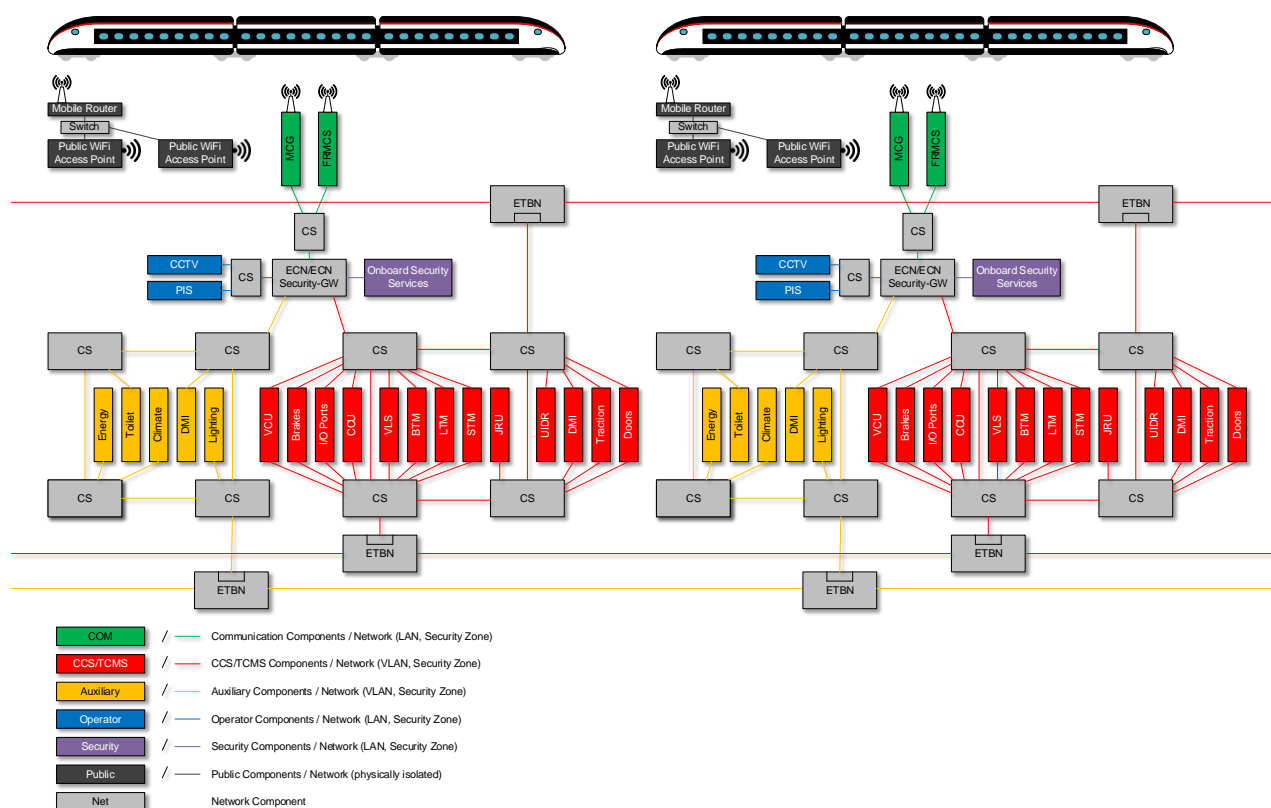 Mobile Router
Switch
Public WiFi
Access Point
Public WiFi
Access Point
MCG
FRMCS
ETBN
CS
CCTV
PIS
CS
ECN/ECN
Security-GW
Onboard Security
Services
CS
CS
CS
CS
Energy
Toilet
Climate
DMI
Lighting
VCU
Brakes
I/O Ports
CCU
VLS
BTM
LTM
STM
JRU
UIDR
DMI
Traction
Doors
CS
CS
CS
CS
ETBN
ETBN
Mobile Router
Switch
Public WiFi
Access Point
Public WiFi
Access Point
MCG
FRMCS
ETBN
CS
CCTV
PIS
CS
ECN/ECN
Security-GW
Onboard Security
Services
CS
CS
CS
CS
Energy
Toilet
Climate
DMI
Lighting
VCU
Brakes
I/O Ports
CCU
VLS
BTM
LTM
STM
JRU
UIDR
DMI
Traction
Doors
CS
CS
CS
CS
ETBN
ETBN
COM / Communication Components / Network (LAN, Security Zone)
CCS/TCMS / CCS/TCMS Components / Network (VLAN, Security Zone)
Auxiliary / Auxiliary Components / Network (VLAN, Security Zone)
Operator / Operator Components / Network (LAN, Security Zone)
Security / Security Components / Network (LAN, Security Zone)
Public / Public Components / Network (physically isolated)
Net Network Component